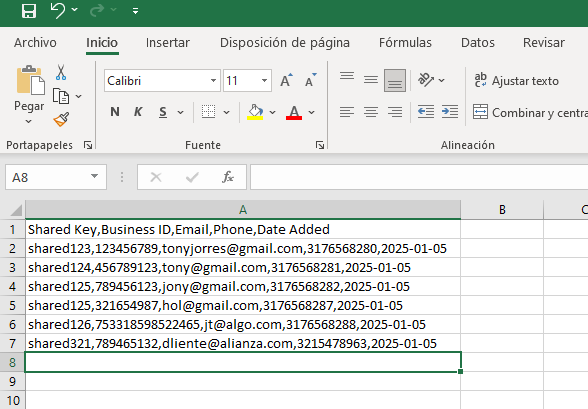 Archivo Inicio Insertar Disposición de página Fórmulas Datos Revisar
Calibri 11 A A ab Ajustar texto
Pegar N K S A Combinar y centra
Portapapeles Fuente Alineación
A8 fx
A B C
1 Shared Key,Business ID,Email,Phone,Date Added
2 shared123,123456789,tonyjorres@gmail.com,3176568280,2025-01-05
3 shared124,456789123,tony@gmail.com,3176568281,2025-01-05
4 shared125,789456123,jony@gmail.com,3176568282,2025-01-05
5 shared125,321654987,hol@gmail.com,3176568287,2025-01-05
6 shared126,753318598522465,jt@algo.com,3176568288,2025-01-05
7 shared321,789465132,dliente@alianza.com,3215478963,2025-01-05
8
9
10